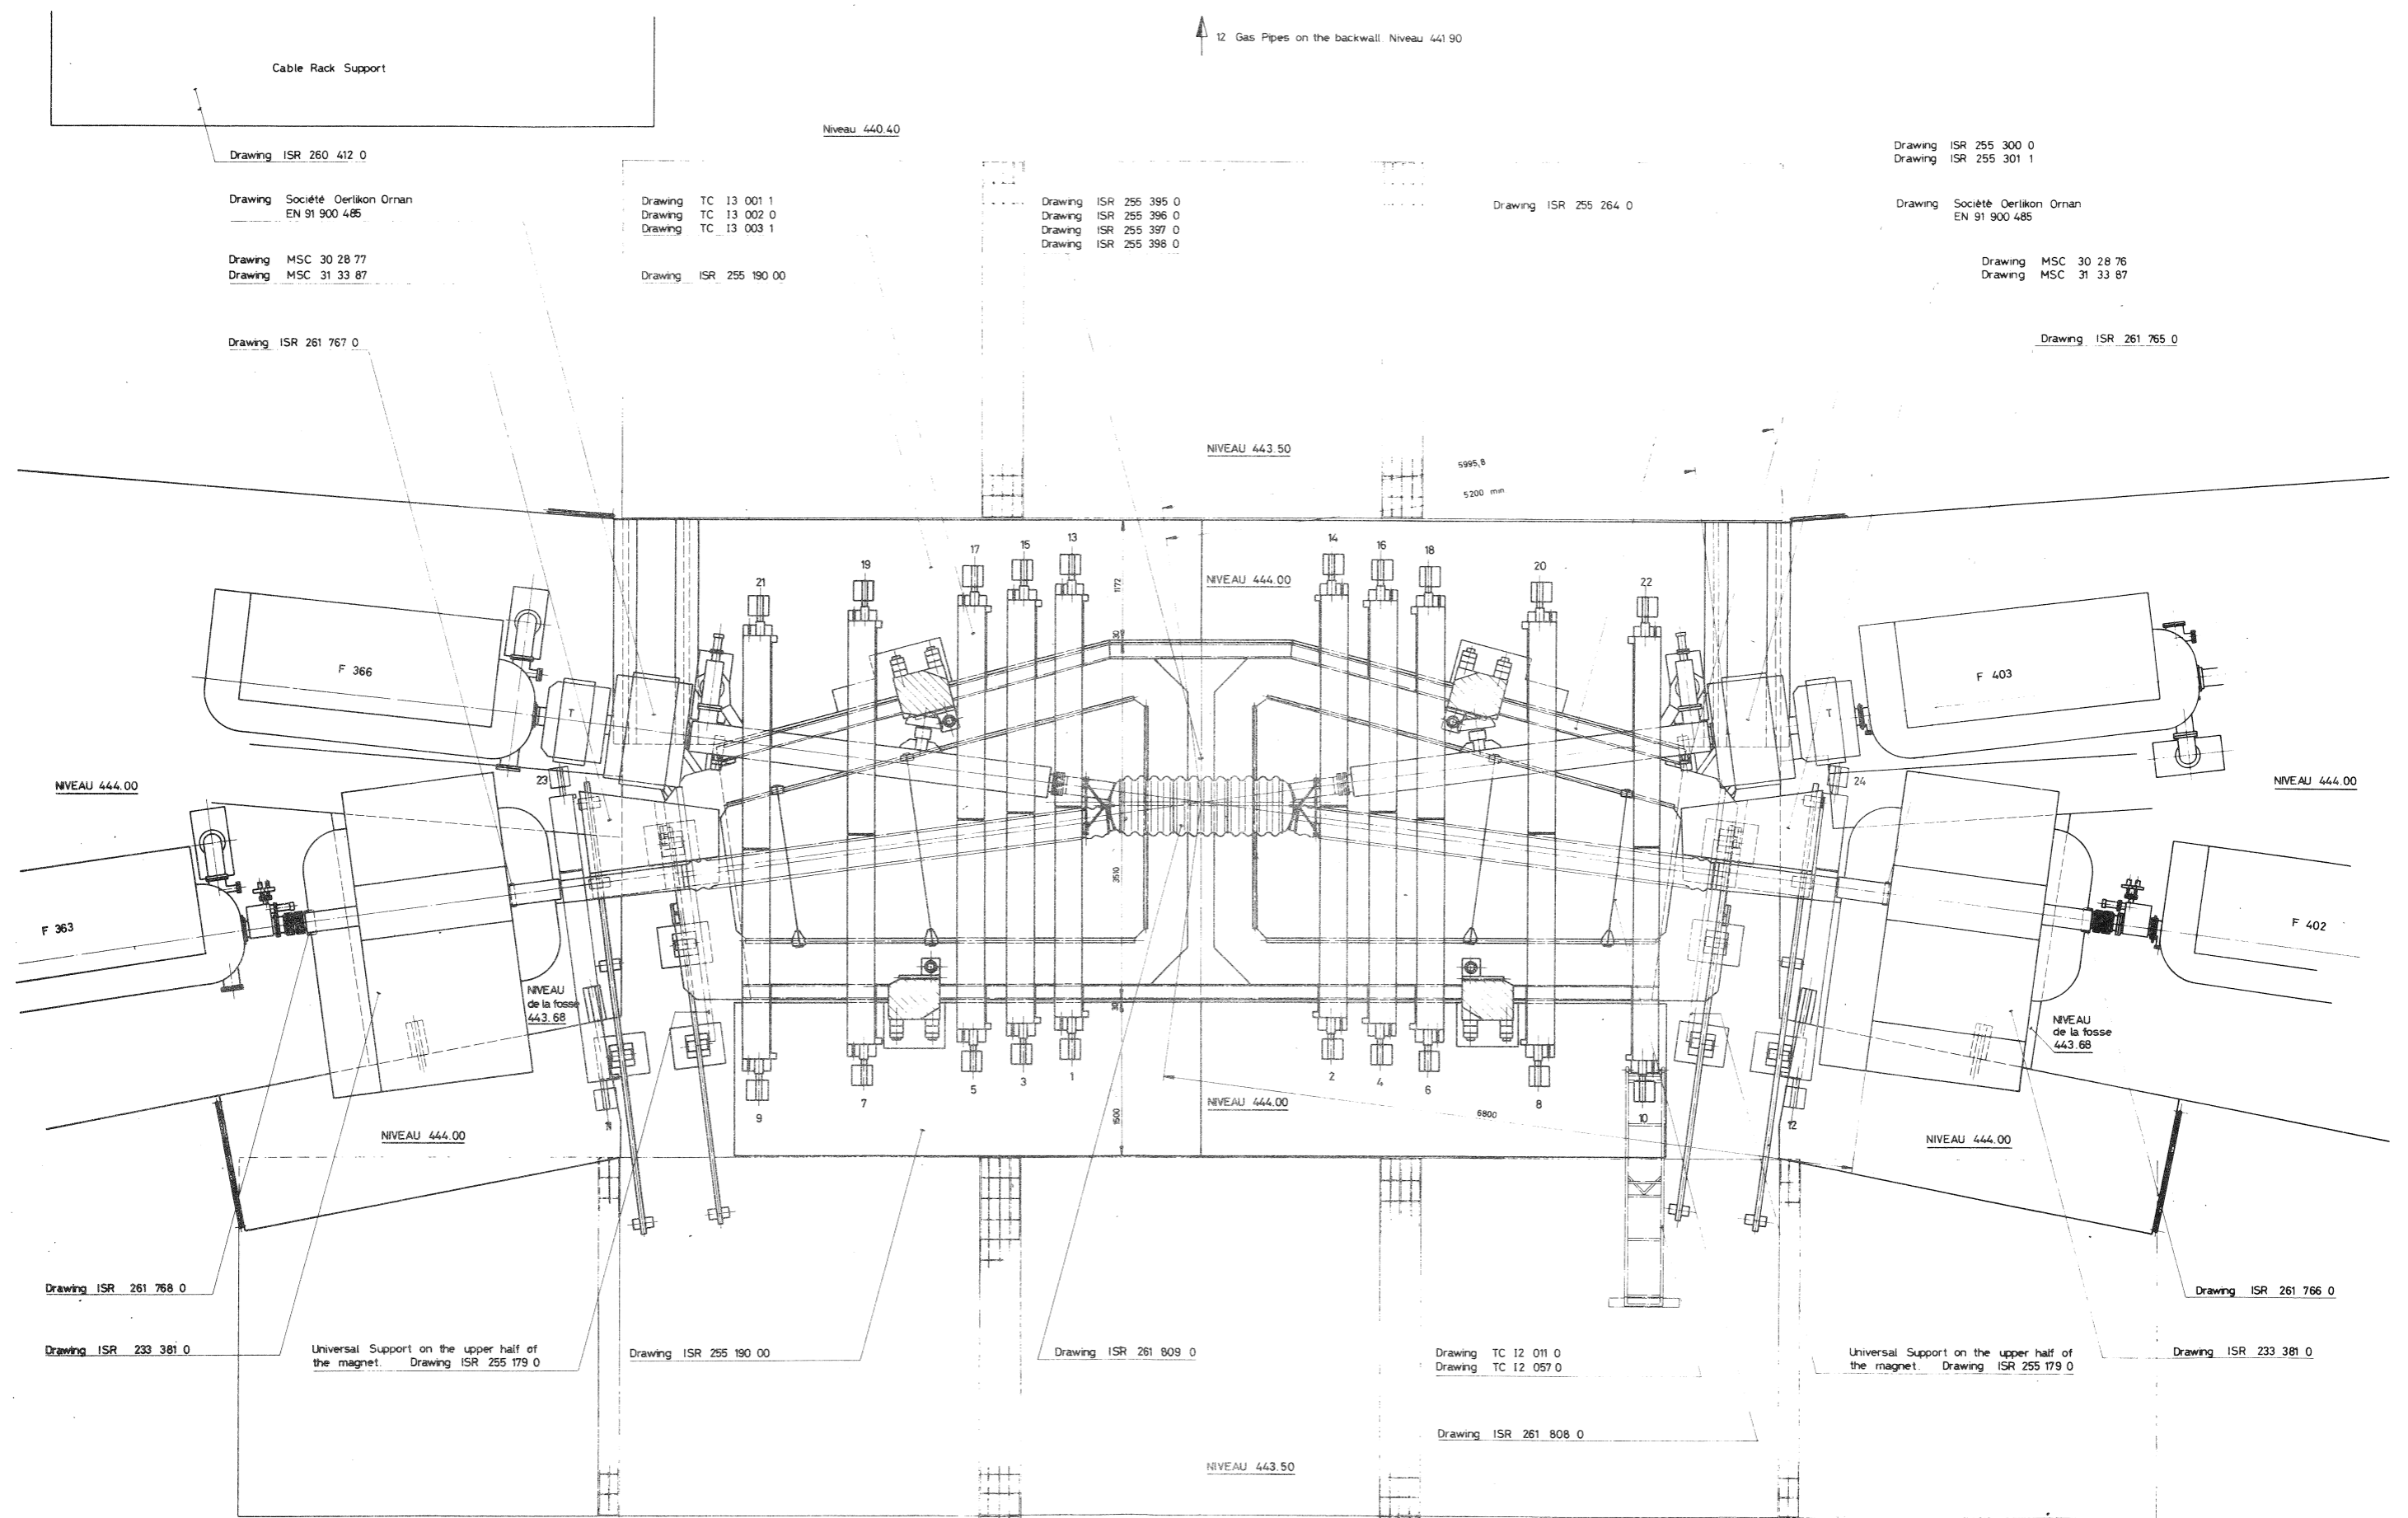 12 Gas Pipes on the backwall. Niveau 441.90
Cable Rack Support
Niveau 440.40
Drawing ISR 260 412 0
Drawing Société Oerlikon Ornan
EN 91 900 485
Drawing MSC 30 28 77
Drawing MSC 31 33 87
Drawing ISR 261 767 0
Drawing TC I3 001 1
Drawing TC I3 002 0
Drawing TC I3 003 1
Drawing ISR 255 190 00
Drawing ISR 255 395 0
Drawing ISR 255 396 0
Drawing ISR 255 397 0
Drawing ISR 255 398 0
Drawing ISR 255 264 0
Drawing ISR 255 300 0
Drawing ISR 255 301 1
Drawing Société Oerlikon Ornan
EN 91 900 485
Drawing MSC 30 28 76
Drawing MSC 31 33 87
Drawing ISR 261 765 0
NIVEAU 443.50
5995,8
5200 min
21
19
17
15
13
14
16
18
20
22
1172
NIVEAU 444.00
30
F 366
T
F 403
T
NIVEAU 444.00
23
24
NIVEAU 444.00
3510
F 363
F 402
NIVEAU
de la fosse
443.68
NIVEAU
de la fosse
443.68
30
9
7
5
3
1
2
4
6
8
10
11
12
1500
NIVEAU 444.00
6800
NIVEAU 444.00
NIVEAU 444.00
Drawing ISR 261 768 0
Drawing ISR 261 766 0
Drawing ISR 233 381 0
Universal Support on the upper half of
the magnet. Drawing ISR 255 179 0
Drawing ISR 255 190 00
Drawing ISR 261 809 0
Drawing TC I2 011 0
Drawing TC I2 057 0
Universal Support on the upper half of
the magnet. Drawing ISR 255 179 0
Drawing ISR 233 381 0
Drawing ISR 261 808 0
NIVEAU 443.50